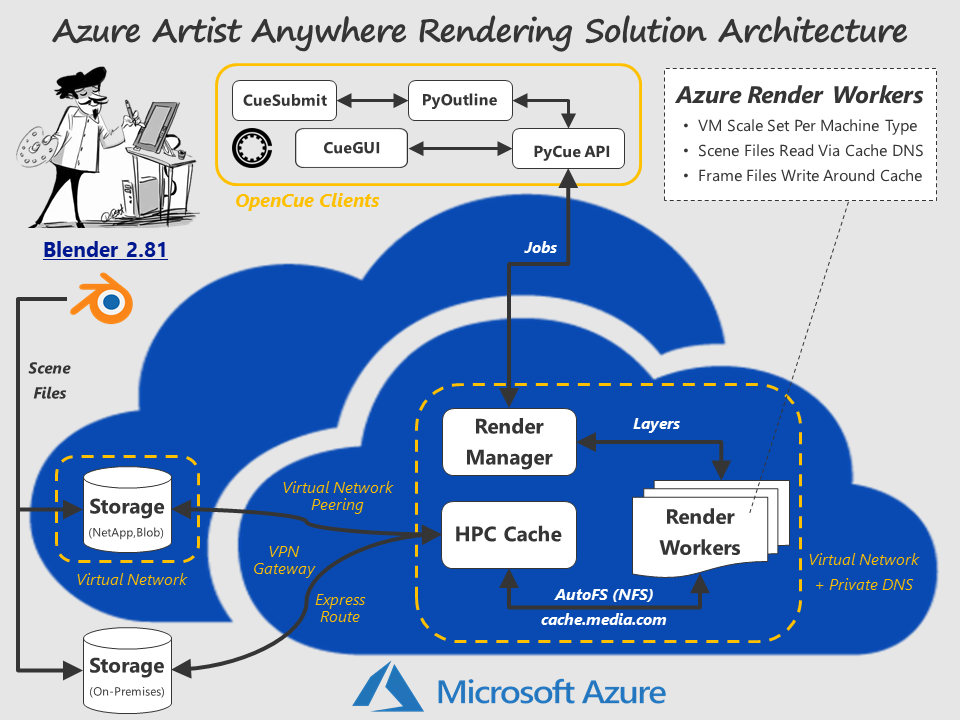 Azure Artist Anywhere Rendering Solution Architecture
CueSubmit
PyOutline
CueGUI
PyCue API
OpenCue Clients
Azure Render Workers
• VM Scale Set Per Machine Type
• Scene Files Read Via Cache DNS
• Frame Files Write Around Cache
Blender 2.81
Jobs
Scene
Files
Render
Manager
Layers
Storage
(NetApp,Blob)
Virtual Network
Virtual Network
Peering
VPN
Gateway
Express
Route
HPC Cache
Render
Workers
AutoFS (NFS)
cache.media.com
Virtual Network
+ Private DNS
Storage
(On-Premises)
Microsoft Azure